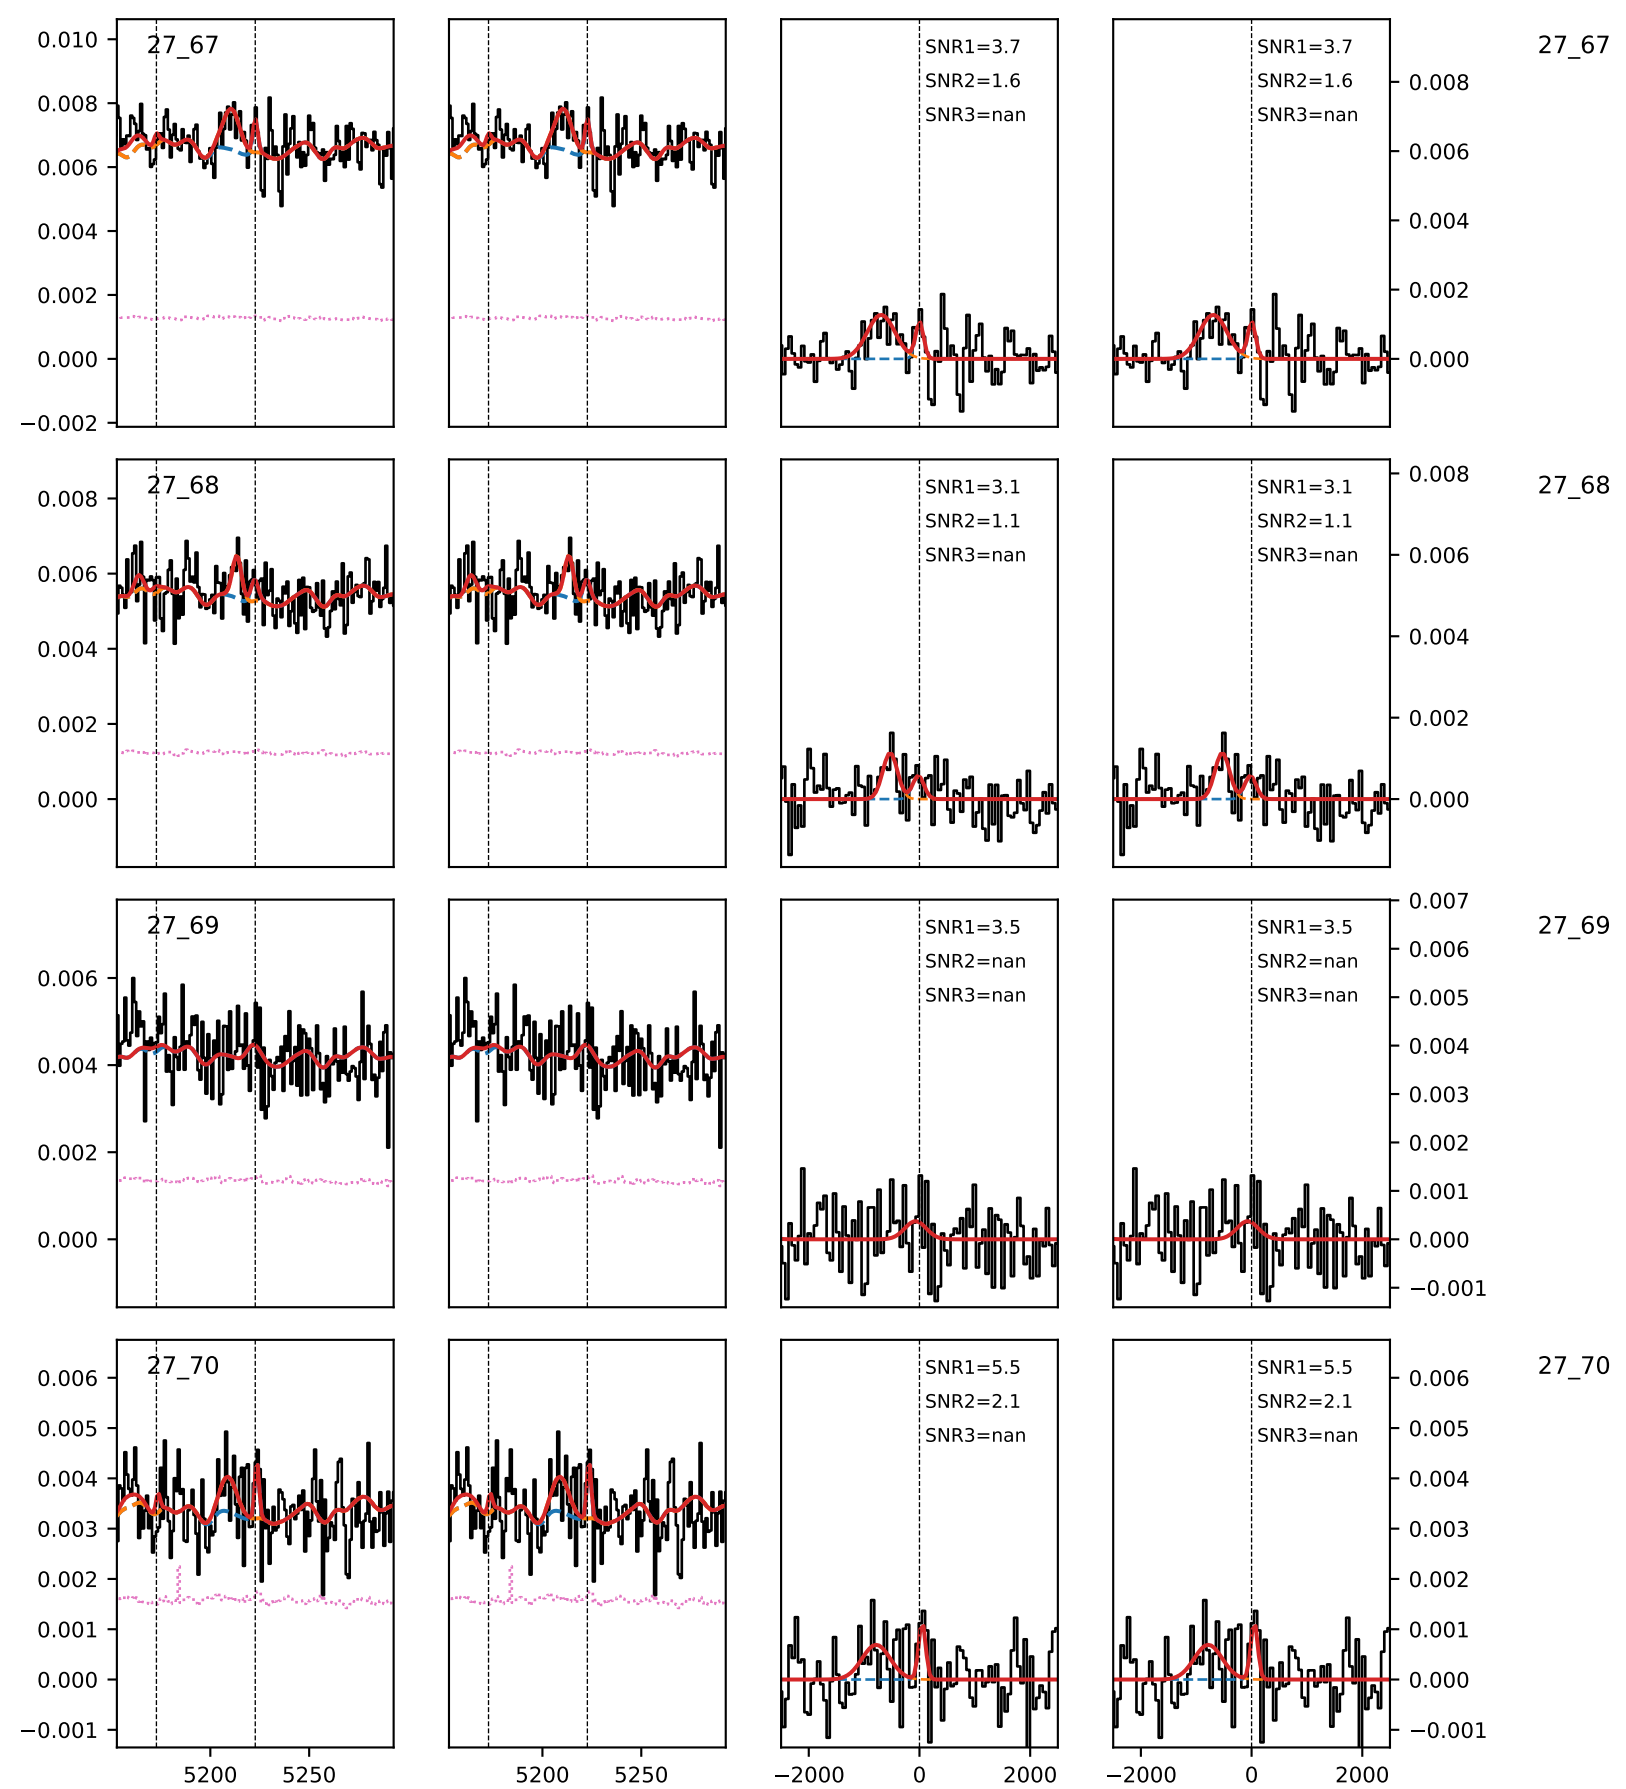 0.010
0.008
0.006
0.004
0.002
0.000
−0.002
27_67
SNR1=3.7
SNR2=1.6
SNR3=nan
SNR1=3.7
SNR2=1.6
SNR3=nan
0.008
0.006
0.004
0.002
0.000
27_67
0.008
0.006
0.004
0.002
0.000
27_68
SNR1=3.1
SNR2=1.1
SNR3=nan
SNR1=3.1
SNR2=1.1
SNR3=nan
0.008
0.006
0.004
0.002
0.000
27_68
0.006
0.004
0.002
0.000
27_69
SNR1=3.5
SNR2=nan
SNR3=nan
SNR1=3.5
SNR2=nan
SNR3=nan
0.007
0.006
0.005
0.004
0.003
0.002
0.001
0.000
−0.001
27_69
0.006
0.005
0.004
0.003
0.002
0.001
0.000
−0.001
27_70
SNR1=5.5
SNR2=2.1
SNR3=nan
SNR1=5.5
SNR2=2.1
SNR3=nan
0.006
0.005
0.004
0.003
0.002
0.001
0.000
−0.001
27_70
5200 5250
5200 5250
−2000 0 2000
−2000 0 2000